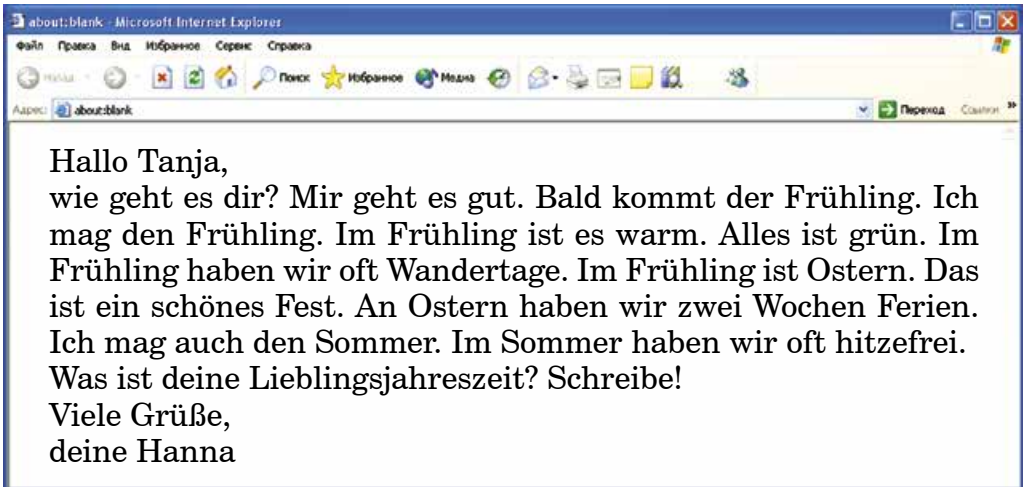 about:blank - Microsoft Internet Explorer
Файл Правка Вид Избранное Сервис Справка
Назад Поиск Избранное Медиа
Адрес: about:blank Переход Ссылки »
Hallo Tanja,
wie geht es dir? Mir geht es gut. Bald kommt der Frühling. Ich
mag den Frühling. Im Frühling ist es warm. Alles ist grün. Im
Frühling haben wir oft Wandertage. Im Frühling ist Ostern. Das
ist ein schönes Fest. An Ostern haben wir zwei Wochen Ferien.
Ich mag auch den Sommer. Im Sommer haben wir oft hitzefrei.
Was ist deine Lieblingsjahreszeit? Schreibe!
Viele Grüße,
deine Hanna